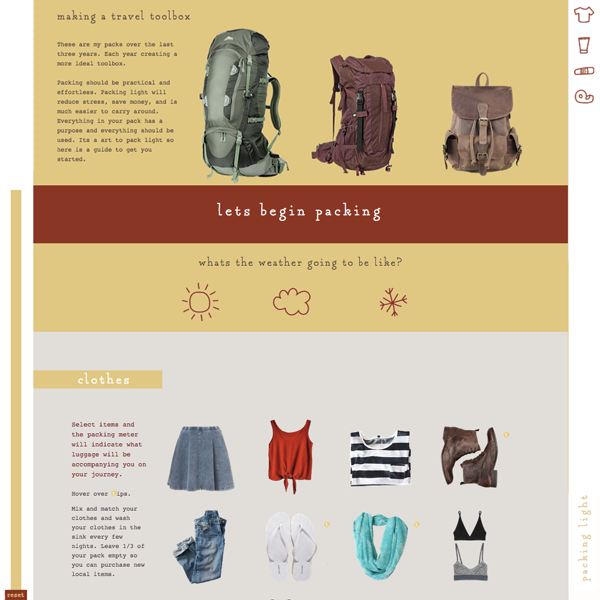 making a travel toolbox
These are my packs over the last
three years. Each year creating a
more ideal toolbox.
Packing should be practical and
effortless. Packing light will
reduce stress, save money, and is
much easier to carry around.
Everything in your pack has a
purpose and everything should be
used. Its a art to pack light so
here is a guide to get you
started.
lets begin packing
whats the weather going to be like?
clothes
Select items and
the packing meter
will indicate what
luggage will be
accompanying you on
your journey.
Hover over ips.
Mix and match your
clothes and wash
your clothes in the
sink every few
nights. Leave 1/3 of
your pack empty so
you can purchase new
local items.
packing light
reset